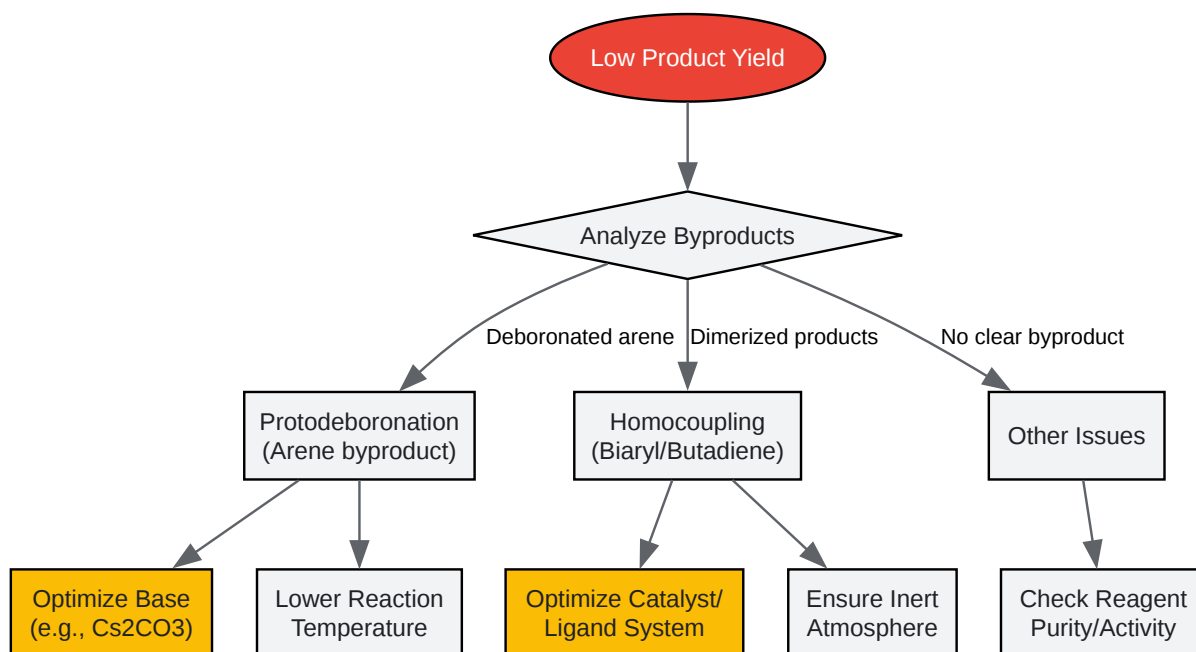 Low Product Yield
Analyze Byproducts
Deboronated arene
Dimerized products
No clear byproduct
Protodeboronation
(Arene byproduct)
Homocoupling
(Biaryl/Butadiene)
Other Issues
Optimize Base
(e.g., Cs2CO3)
Lower Reaction
Temperature
Optimize Catalyst/
Ligand System
Ensure Inert
Atmosphere
Check Reagent
Purity/Activity